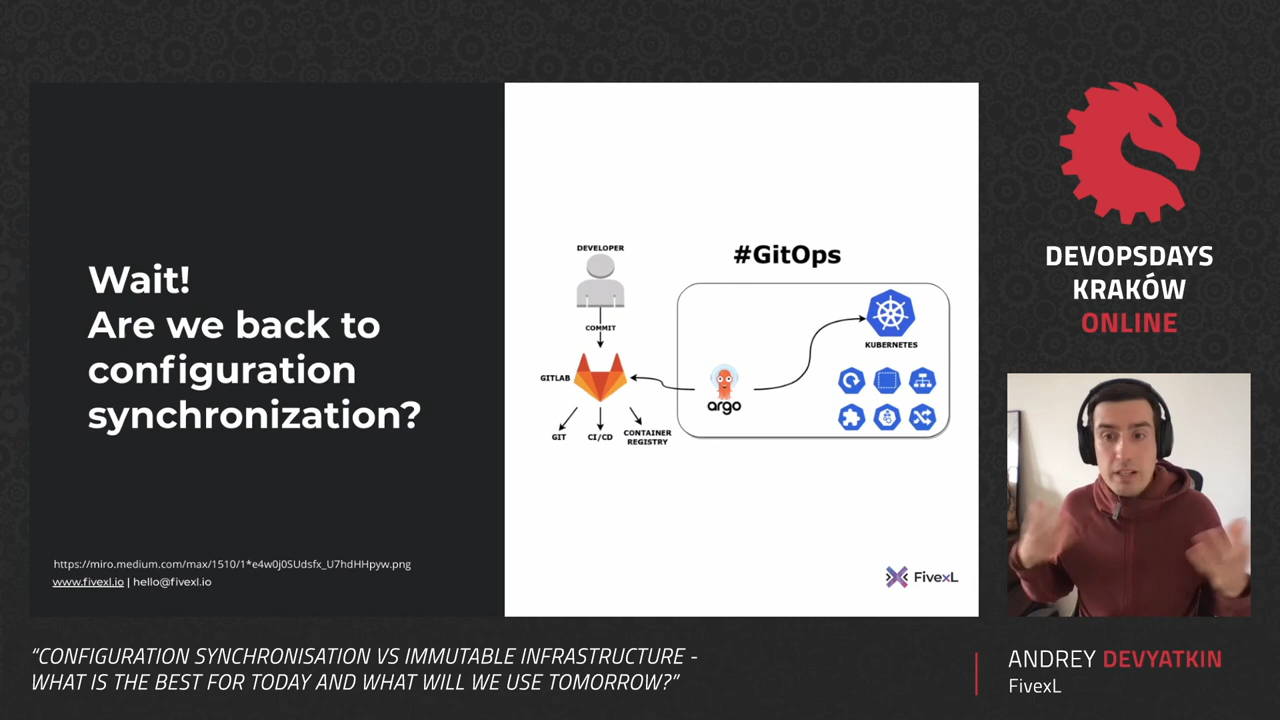 Wait!
Are we back to
configuration
synchronization?
https://miro.medium.com/max/1510/1*e4w0j0SUdsfx_U7hdHHpyw.png
www.fivexl.io | hello@fivexl.io
#GitOps
DEVELOPER
COMMIT
GITLAB
GIT
CI/CD
CONTAINER
REGISTRY
argo
KUBERNETES
FivexL
DEVOPSDAYS
KRAKÓW
ONLINE
“CONFIGURATION SYNCHRONISATION VS IMMUTABLE INFRASTRUCTURE -
WHAT IS THE BEST FOR TODAY AND WHAT WILL WE USE TOMORROW?”
ANDREY DEVYATKIN
FivexL